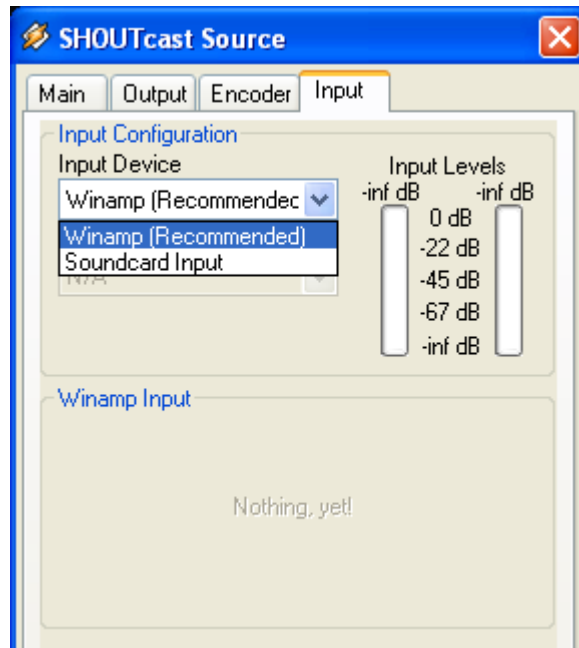 SHOUTcast Source
Main Output Encoder Input
Input Configuration
Input Device
Winamp (Recommendec
Winamp (Recommended)
Soundcard Input
N/A
Input Levels
-inf dB -inf dB
0 dB
-22 dB
-45 dB
-67 dB
-inf dB
Winamp Input
Nothing, yet!